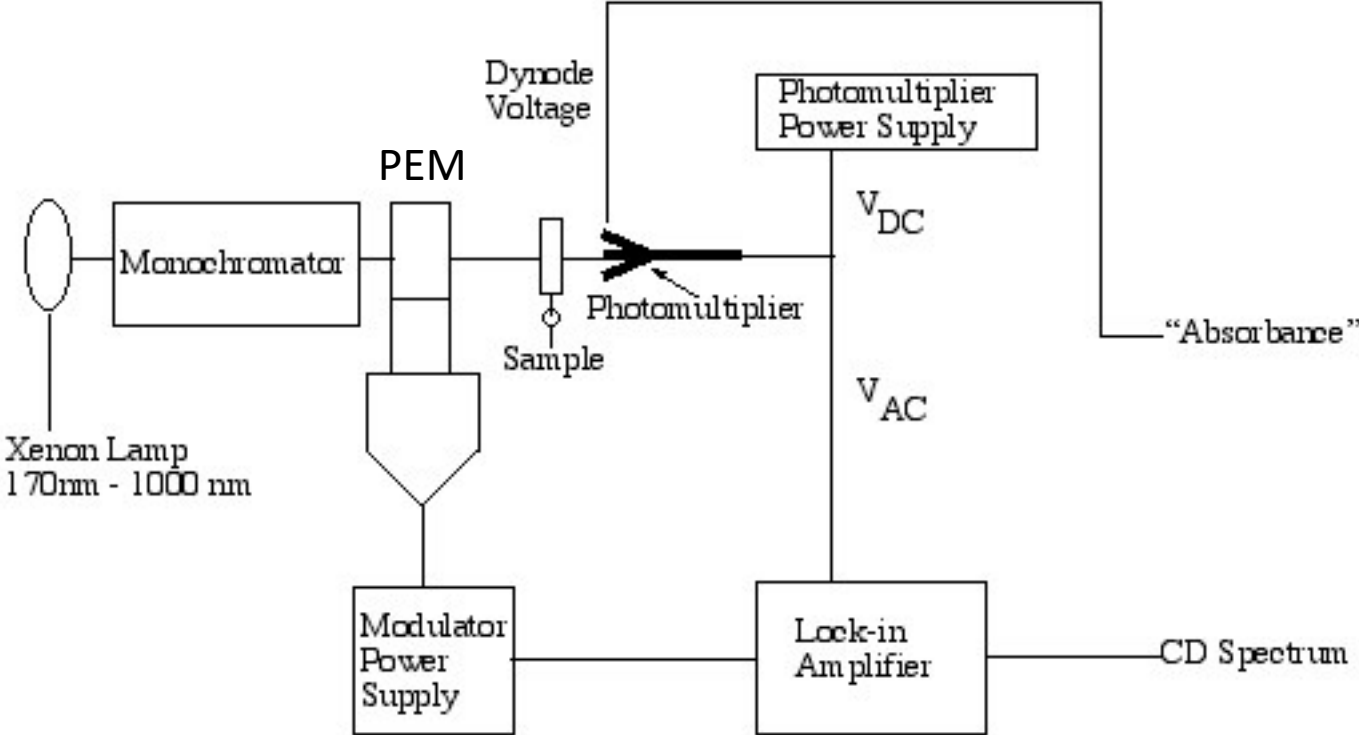 Dynode
Voltage
Photomultiplier
Power Supply
PEM
V
DC
Monochromator
Photomultiplier
"Absorbance"
Sample
V
AC
Xenon Lamp
170nm - 1000 nm
Modulator
Power
Supply
Lock-in
Amplifier
CD Spectrum